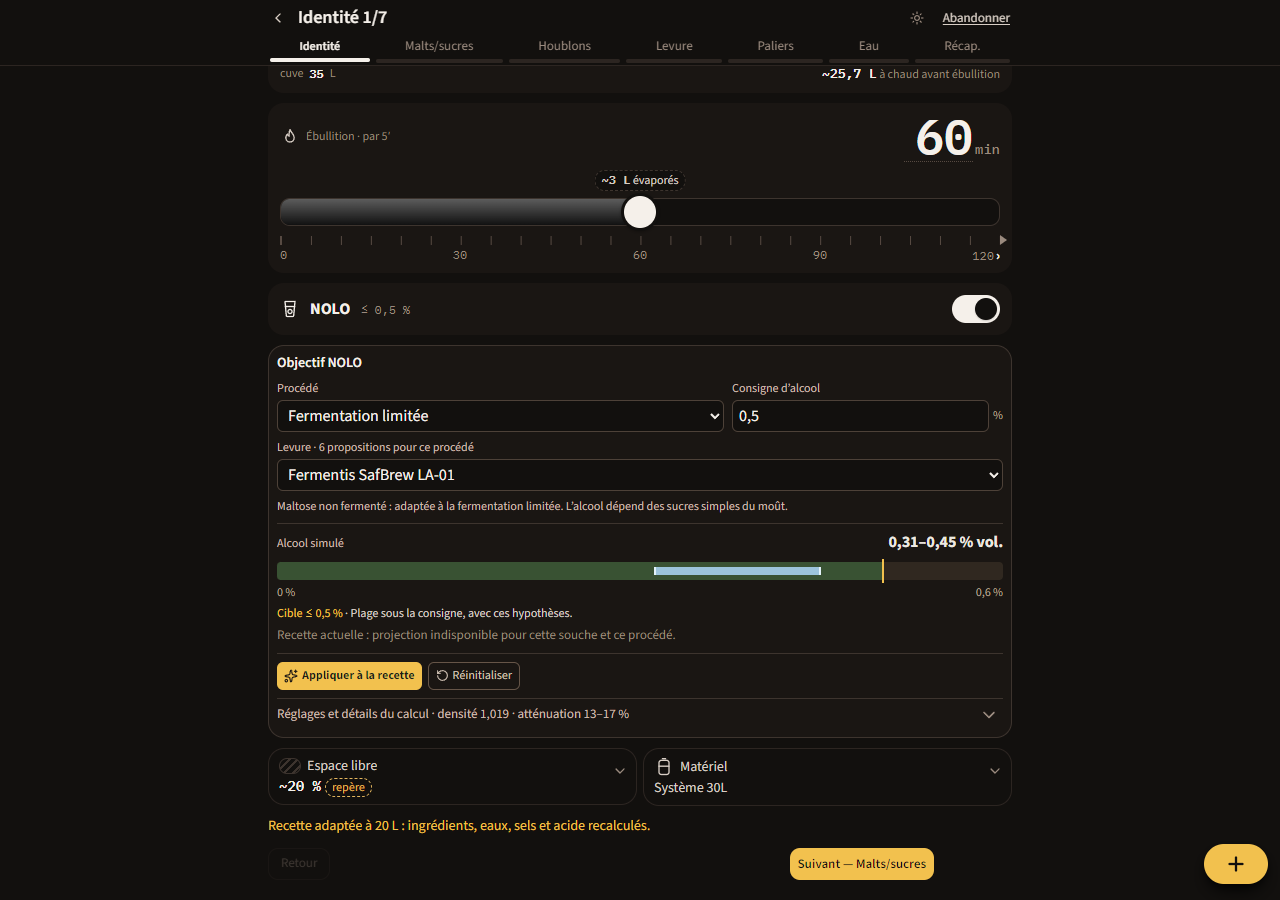 Identité 1/7
Abandonner
Identité Malts/sucres Houblons Levure Paliers Eau Récap.
cuve 35 L ~25,7 L à chaud avant ébullition
Ébullition · par 5′ 60 min
~3 L évaporés
0 30 60 90 120 ›
NOLO ≤ 0,5 %
Objectif NOLO
Procédé Consigne d’alcool
Fermentation limitée 0,5 %
Levure · 6 propositions pour ce procédé
Fermentis SafBrew LA-01
Maltose non fermenté : adaptée à la fermentation limitée. L’alcool dépend des sucres simples du moût.
Alcool simulé 0,31–0,45 % vol.
0 % 0,6 %
Cible ≤ 0,5 % · Plage sous la consigne, avec ces hypothèses.
Recette actuelle : projection indisponible pour cette souche et ce procédé.
Appliquer à la recette Réinitialiser
Réglages et détails du calcul · densité 1,019 · atténuation 13–17 %
Espace libre Matériel
~20 % repère Système 30L
Recette adaptée à 20 L : ingrédients, eaux, sels et acide recalculés.
Retour Suivant — Malts/sucres +